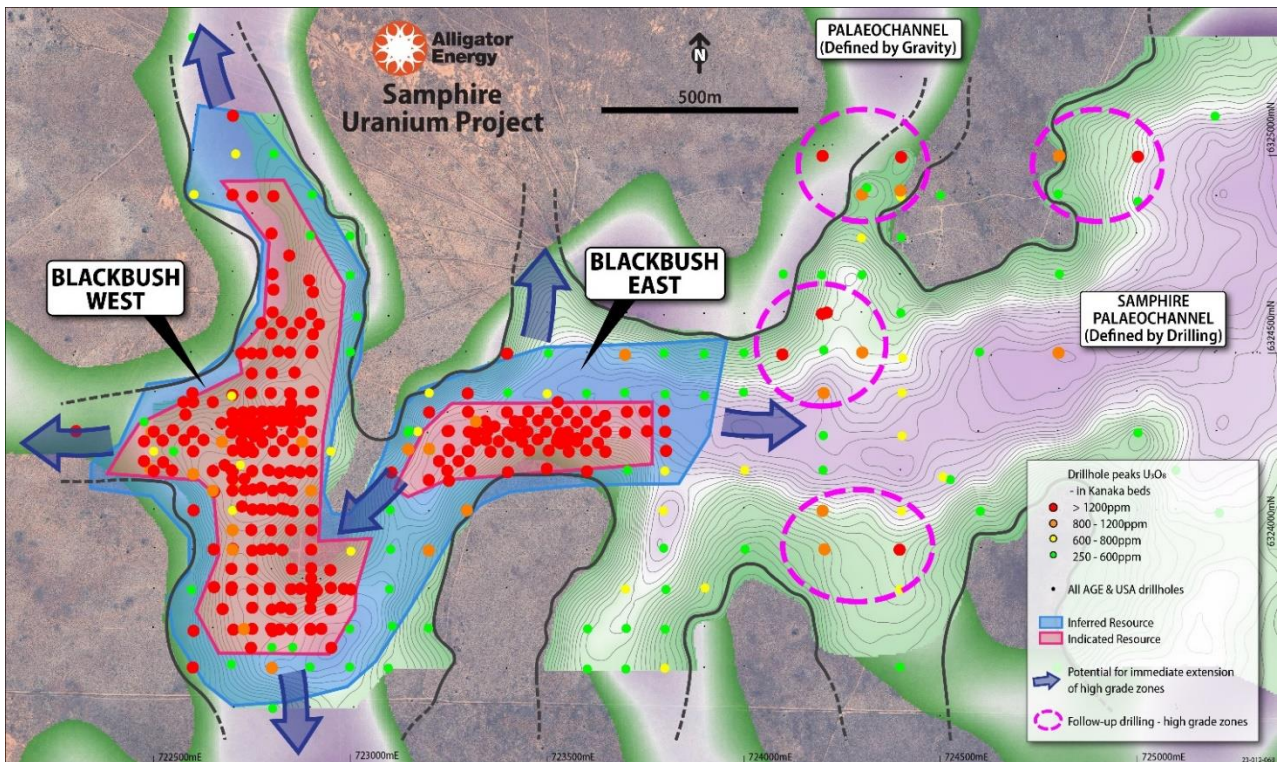 Alligator
Energy
Samphire
Uranium Project
N
500m
PALAEOCHANNEL
(Defined by Gravity)
BLACKBUSH
WEST
BLACKBUSH
EAST
SAMPHIRE
PALAEOCHANNEL
(Defined by Drilling)
6325000mN
6324500mN
6324000mN
Drillhole peaks U₃O₈
- in Kanaka beds
> 1200ppm
800 - 1200ppm
600 - 800ppm
250 - 600ppm
All AGE & USA drillholes
Inferred Resource
Indicated Resource
Potential for immediate extension
of high grade zones
Follow-up drilling - high grade zones
722500mE
723000mE
723500mE
724000mE
724500mE
725000mE
23-012-068